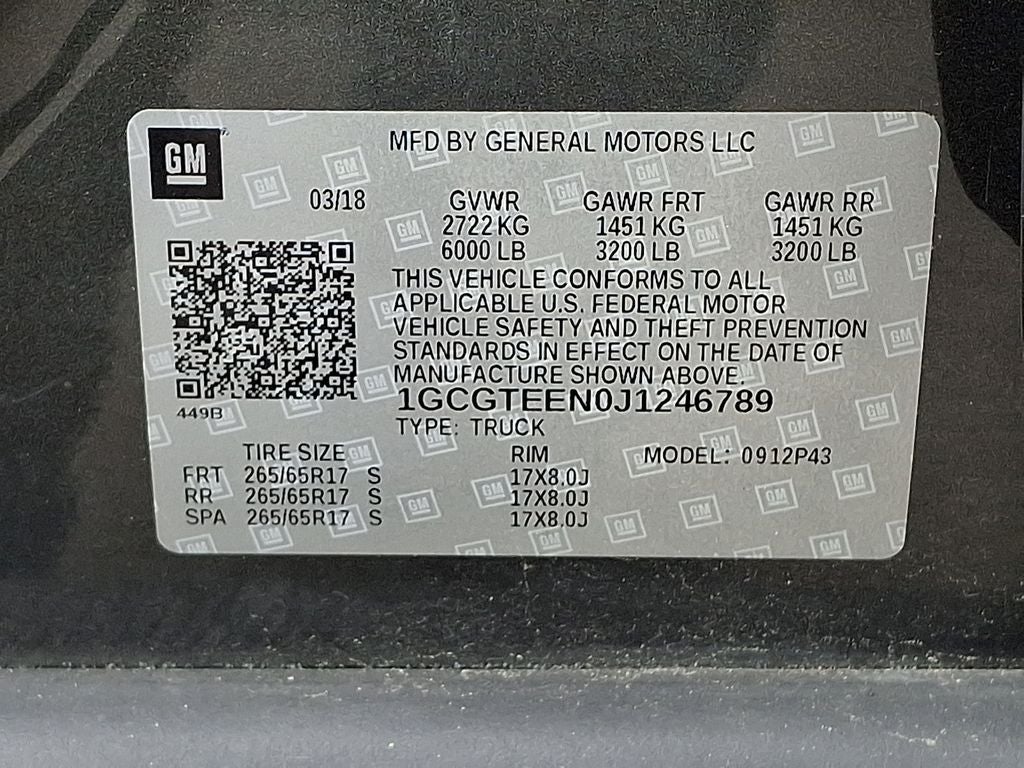 GM
MFD BY GENERAL MOTORS LLC
03/18 GVWR GAWR FRT GAWR RR
2722 KG 1451 KG 1451 KG
6000 LB 3200 LB 3200 LB
THIS VEHICLE CONFORMS TO ALL
APPLICABLE U.S. FEDERAL MOTOR
VEHICLE SAFETY AND THEFT PREVENTION
STANDARDS IN EFFECT ON THE DATE OF
MANUFACTURE SHOWN ABOVE.
1GCGTEEN0J1246789
449B
TYPE: TRUCK
TIRE SIZE RIM MODEL: 0912P43
FRT 265/65R17 S 17X8.0J
RR 265/65R17 S 17X8.0J
SPA 265/65R17 S 17X8.0J